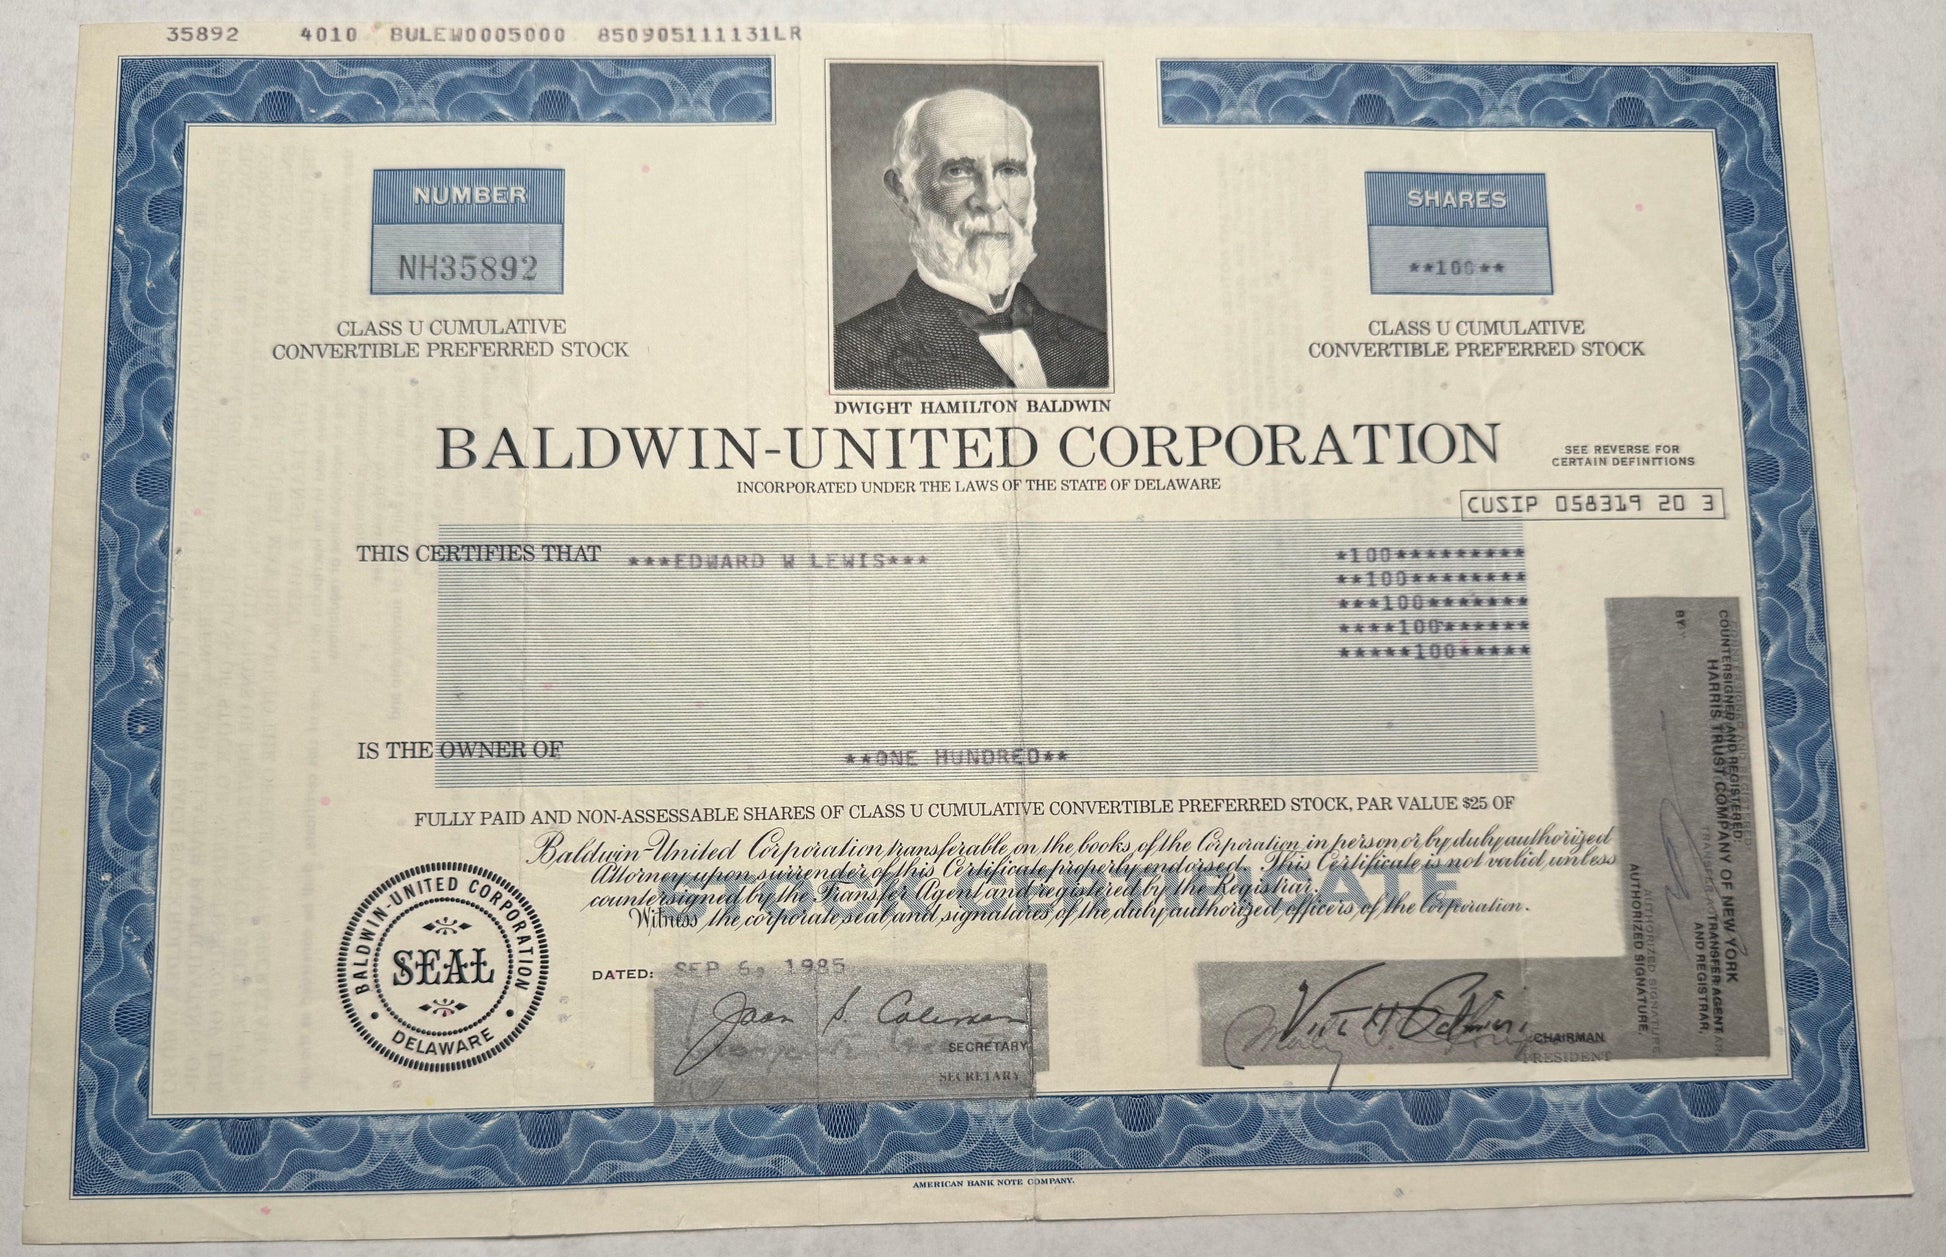 35892 4010 BULEW0005000 850905111131LR
NUMBER
NH35892
CLASS U CUMULATIVE
CONVERTIBLE PREFERRED STOCK
DWIGHT HAMILTON BALDWIN
SHARES
**100**
CLASS U CUMULATIVE
CONVERTIBLE PREFERRED STOCK
BALDWIN-UNITED CORPORATION
INCORPORATED UNDER THE LAWS OF THE STATE OF DELAWARE
SEE REVERSE FOR
CERTAIN DEFINITIONS
CUSIP 058319 20 3
THIS CERTIFIES THAT ***EDWARD W LEWIS***
*100*********
**100********
***100*******
****100******
*****100*****
IS THE OWNER OF **ONE HUNDRED**
FULLY PAID AND NON-ASSESSABLE SHARES OF CLASS U CUMULATIVE CONVERTIBLE PREFERRED STOCK, PAR VALUE $25 OF
Baldwin-United Corporation transferable on the books of the Corporation in person or by duly authorized
Attorney upon surrender of this Certificate properly endorsed. This Certificate is not valid unless
countersigned by the Transfer Agent and registered by the Registrar.
Witness the corporate seal and signatures of the duly authorized officers of the Corporation.
BALDWIN-UNITED CORPORATION
SEAL
DELAWARE
DATED: SEP 6, 1985
SECRETARY
SECRETARY
CHAIRMAN
PRESIDENT
COUNTERSIGNED AND REGISTERED:
HARRIS TRUST COMPANY OF NEW YORK
TRANSFER AGENT
AND REGISTRAR,
BY
AUTHORIZED SIGNATURE
AUTHORIZED SIGNATURE,
AMERICAN BANK NOTE COMPANY.